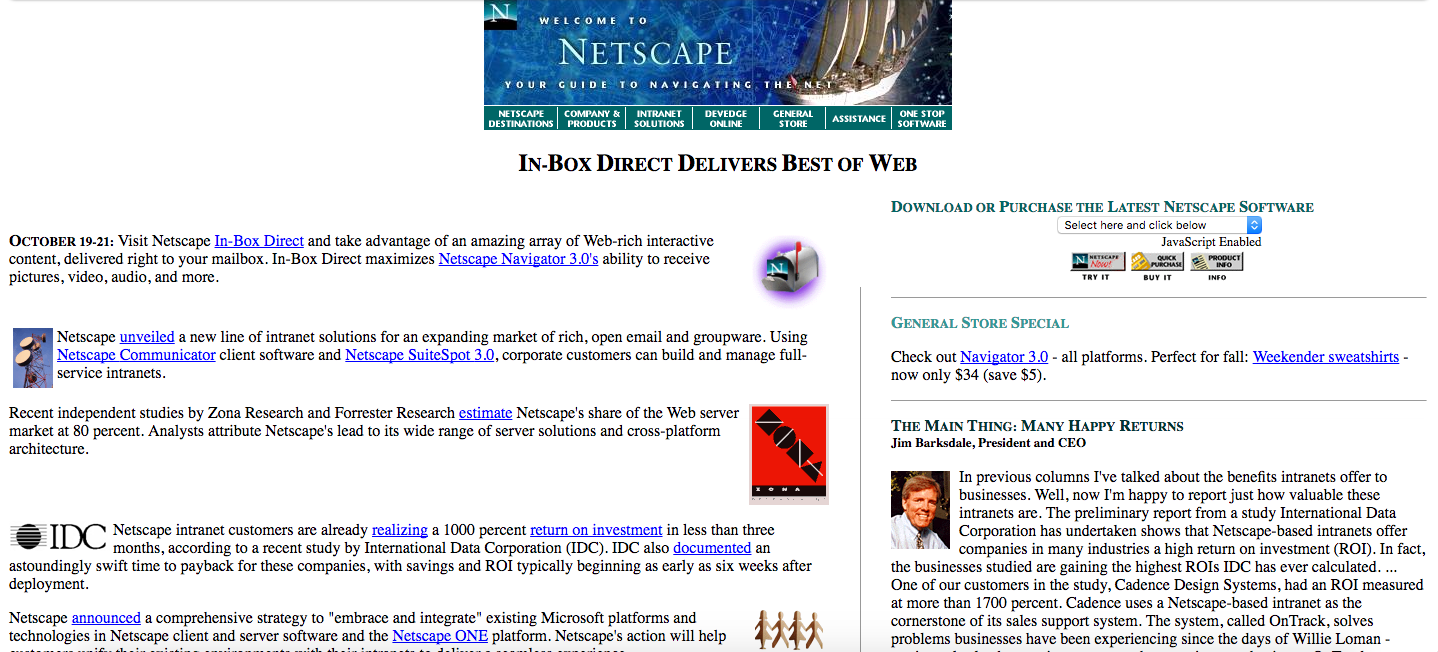 N
WELCOME TO
NETSCAPE
YOUR GUIDE TO NAVIGATING THE NET
NETSCAPE DESTINATIONS
COMPANY & PRODUCTS
INTRANET SOLUTIONS
DEVEDGE ONLINE
GENERAL STORE
ASSISTANCE
ONE STOP SOFTWARE
IN-BOX DIRECT DELIVERS BEST OF WEB
OCTOBER 19-21: Visit Netscape In-Box Direct and take advantage of an amazing array of Web-rich interactive
content, delivered right to your mailbox. In-Box Direct maximizes Netscape Navigator 3.0's ability to receive
pictures, video, audio, and more.
N
Netscape unveiled a new line of intranet solutions for an expanding market of rich, open email and groupware. Using
Netscape Communicator client software and Netscape SuiteSpot 3.0, corporate customers can build and manage full-
service intranets.
Recent independent studies by Zona Research and Forrester Research estimate Netscape's share of the Web server
market at 80 percent. Analysts attribute Netscape's lead to its wide range of server solutions and cross-platform
architecture.
ZONA
IDC
Netscape intranet customers are already realizing a 1000 percent return on investment in less than three
months, according to a recent study by International Data Corporation (IDC). IDC also documented an
astoundingly swift time to payback for these companies, with savings and ROI typically beginning as early as six weeks after
deployment.
Netscape announced a comprehensive strategy to "embrace and integrate" existing Microsoft platforms and
technologies in Netscape client and server software and the Netscape ONE platform. Netscape's action will help
customers unify their existing environments with their intranets to deliver a seamless experience.
DOWNLOAD OR PURCHASE THE LATEST NETSCAPE SOFTWARE
Select here and click below
JavaScript Enabled
N NETSCAPE Now!
TRY IT
QUICK PURCHASE
BUY IT
PRODUCT INFO
INFO
GENERAL STORE SPECIAL
Check out Navigator 3.0 - all platforms. Perfect for fall: Weekender sweatshirts -
now only $34 (save $5).
THE MAIN THING: MANY HAPPY RETURNS
Jim Barksdale, President and CEO
In previous columns I've talked about the benefits intranets offer to
businesses. Well, now I'm happy to report just how valuable these
intranets are. The preliminary report from a study International Data
Corporation has undertaken shows that Netscape-based intranets offer
companies in many industries a high return on investment (ROI). In fact,
the businesses studied are gaining the highest ROIs IDC has ever calculated. ...
One of our customers in the study, Cadence Design Systems, had an ROI measured
at more than 1700 percent. Cadence uses a Netscape-based intranet as the
cornerstone of its sales support system. The system, called OnTrack, solves
problems businesses have been experiencing since the days of Willie Loman -